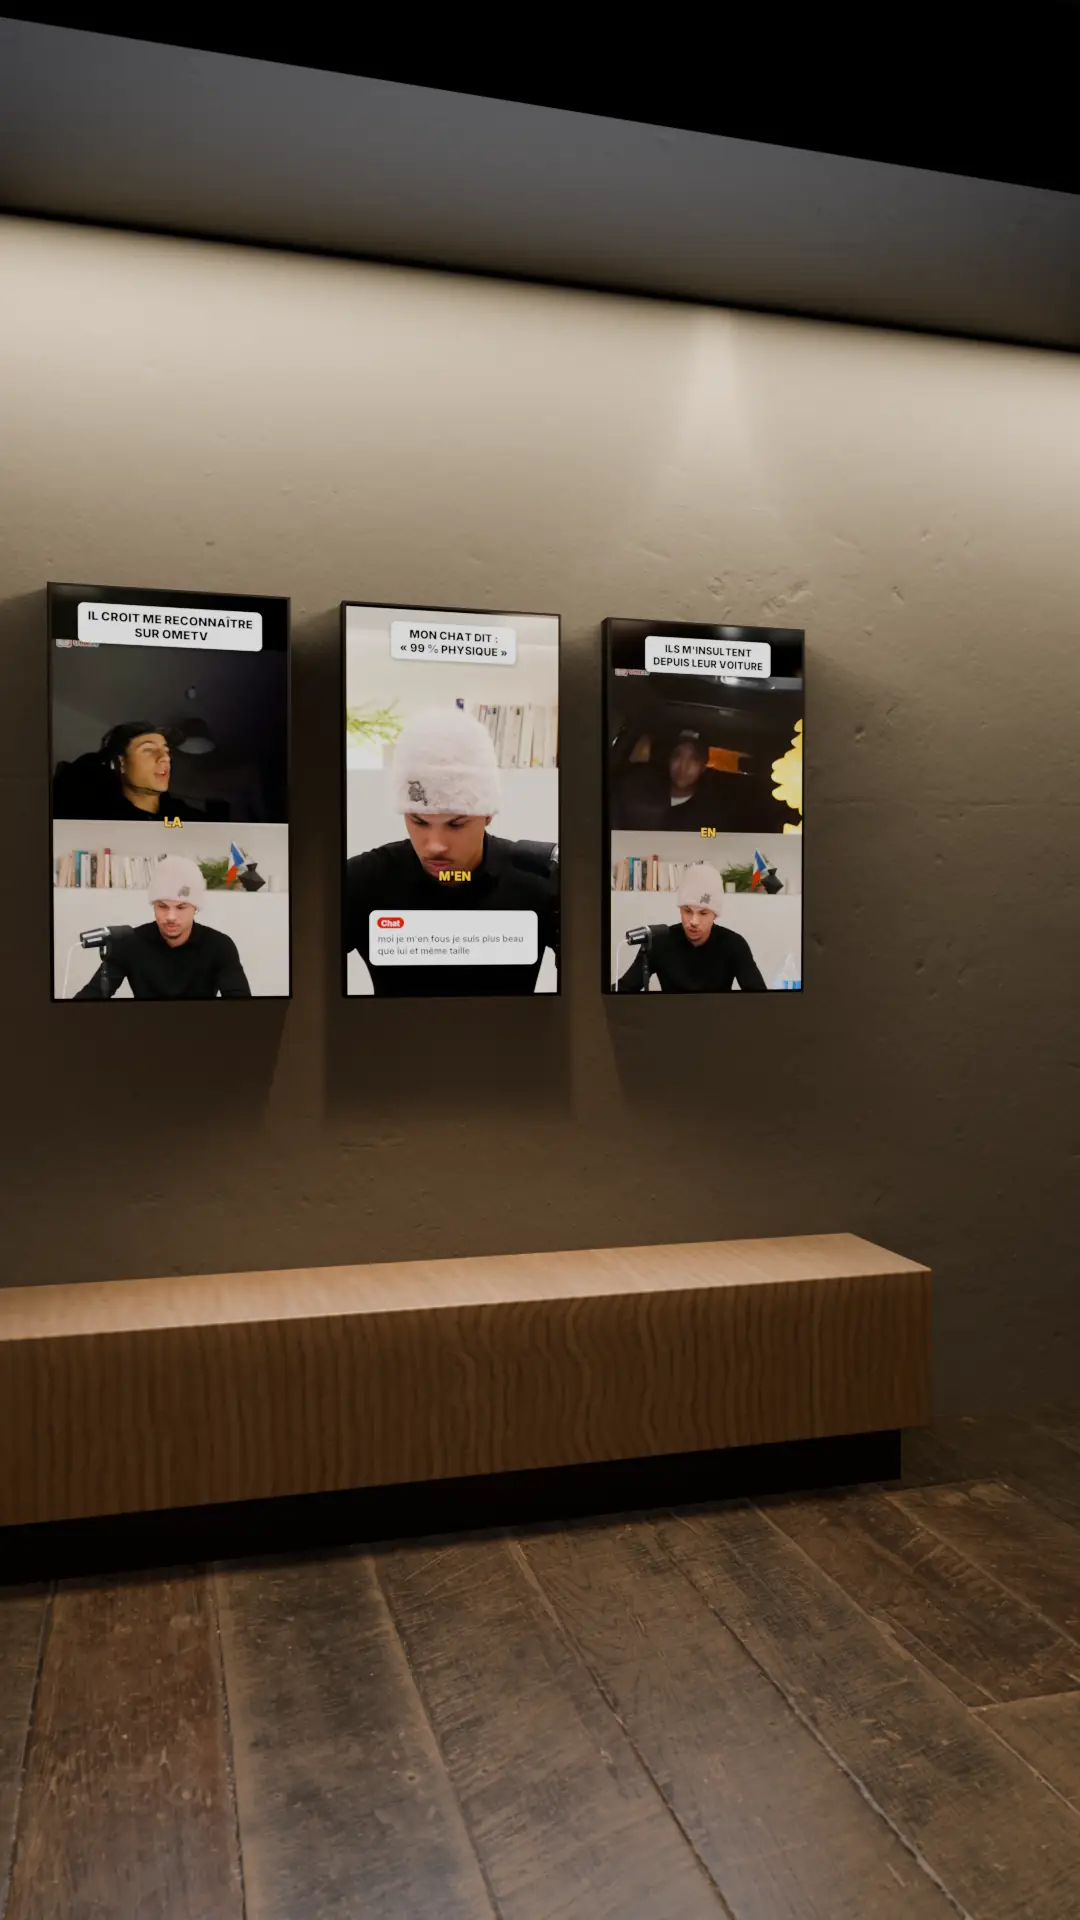 IL CROIT ME RECONNAÎTRE
SUR OMETV
LA
MON CHAT DIT :
« 99 % PHYSIQUE »
M'EN
Chat
moi je m'en fous je suis plus beau
que lui et même taille
ILS M'INSULTENT
DEPUIS LEUR VOITURE
EN